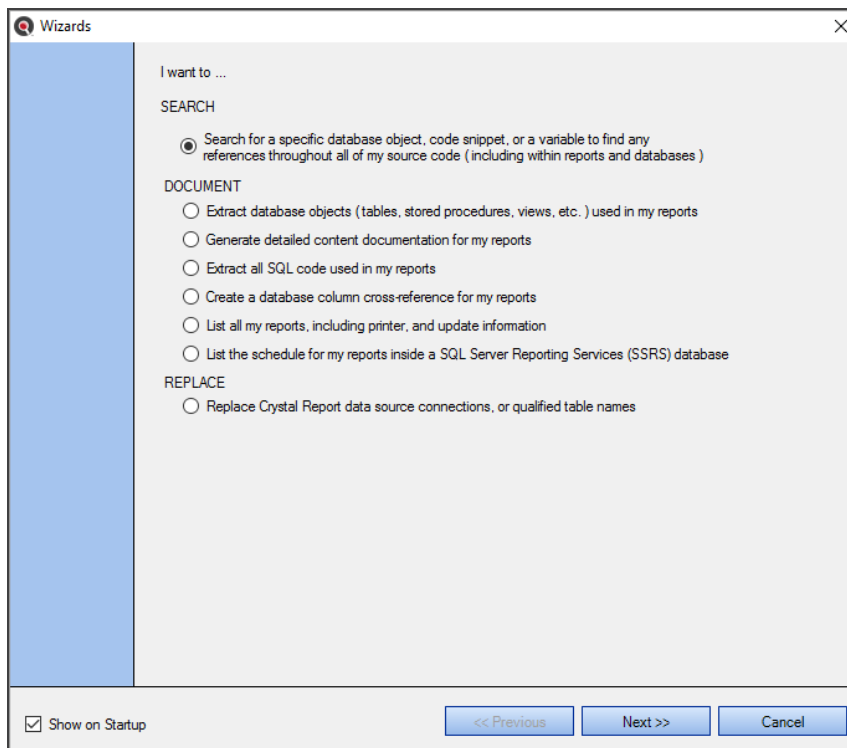 Wizards
I want to ...
SEARCH
Search for a specific database object, code snippet, or a variable to find any
references throughout all of my source code ( including within reports and databases )
DOCUMENT
Extract database objects ( tables, stored procedures, views, etc. ) used in my reports
Generate detailed content documentation for my reports
Extract all SQL code used in my reports
Create a database column cross-reference for my reports
List all my reports, including printer, and update information
List the schedule for my reports inside a SQL Server Reporting Services (SSRS) database
REPLACE
Replace Crystal Report data source connections, or qualified table names
Show on Startup
<< Previous
Next >>
Cancel